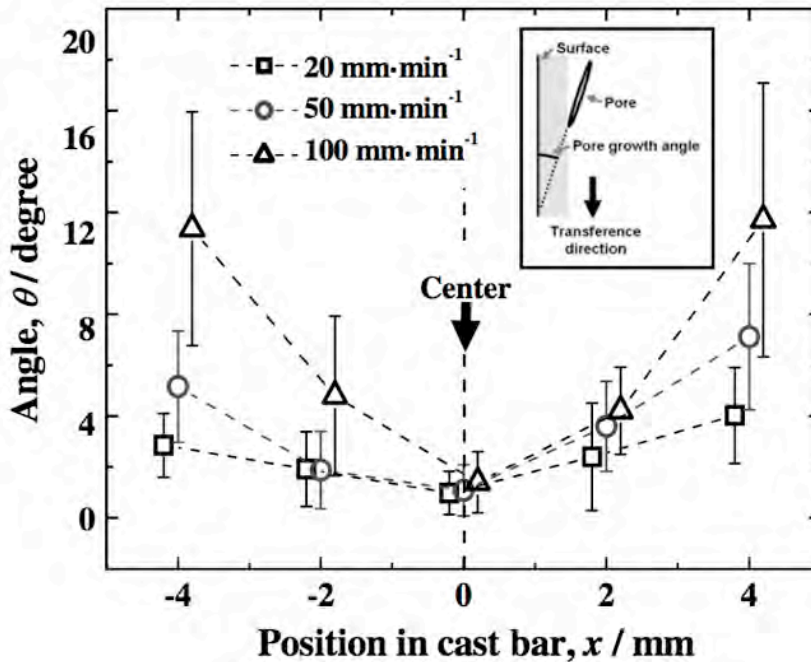 20
16
12
8
4
0
Angle, θ / degree
20 mm·min⁻¹
50 mm·min⁻¹
100 mm·min⁻¹
Surface
Pore
Pore growth angle
Transference
direction
Center
-4 -2 0 2 4
Position in cast bar, x / mm